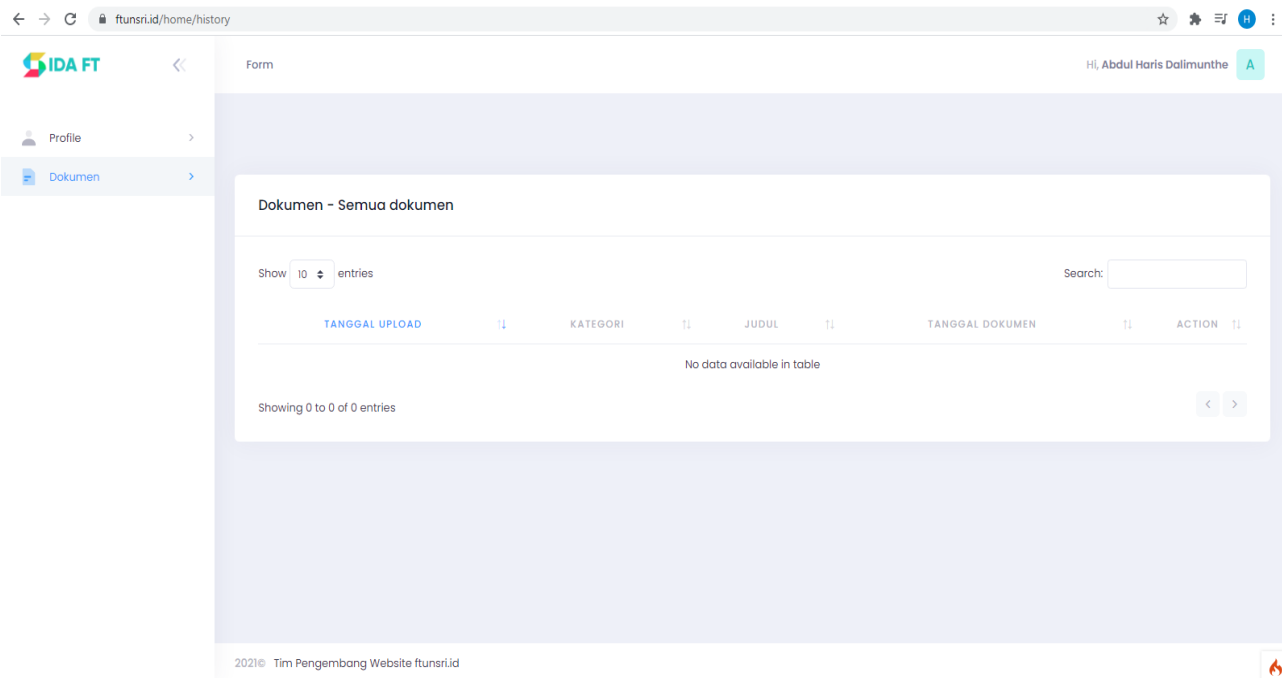 ftunsri.id/home/history
H
SIDA FT
Form
Hi, Abdul Haris Dalimunthe A
Profile
Dokumen
Dokumen - Semua dokumen
Show 10 entries
Search:
TANGGAL UPLOAD KATEGORI JUDUL TANGGAL DOKUMEN ACTION
No data available in table
Showing 0 to 0 of 0 entries
2021© Tim Pengembang Website ftunsri.id